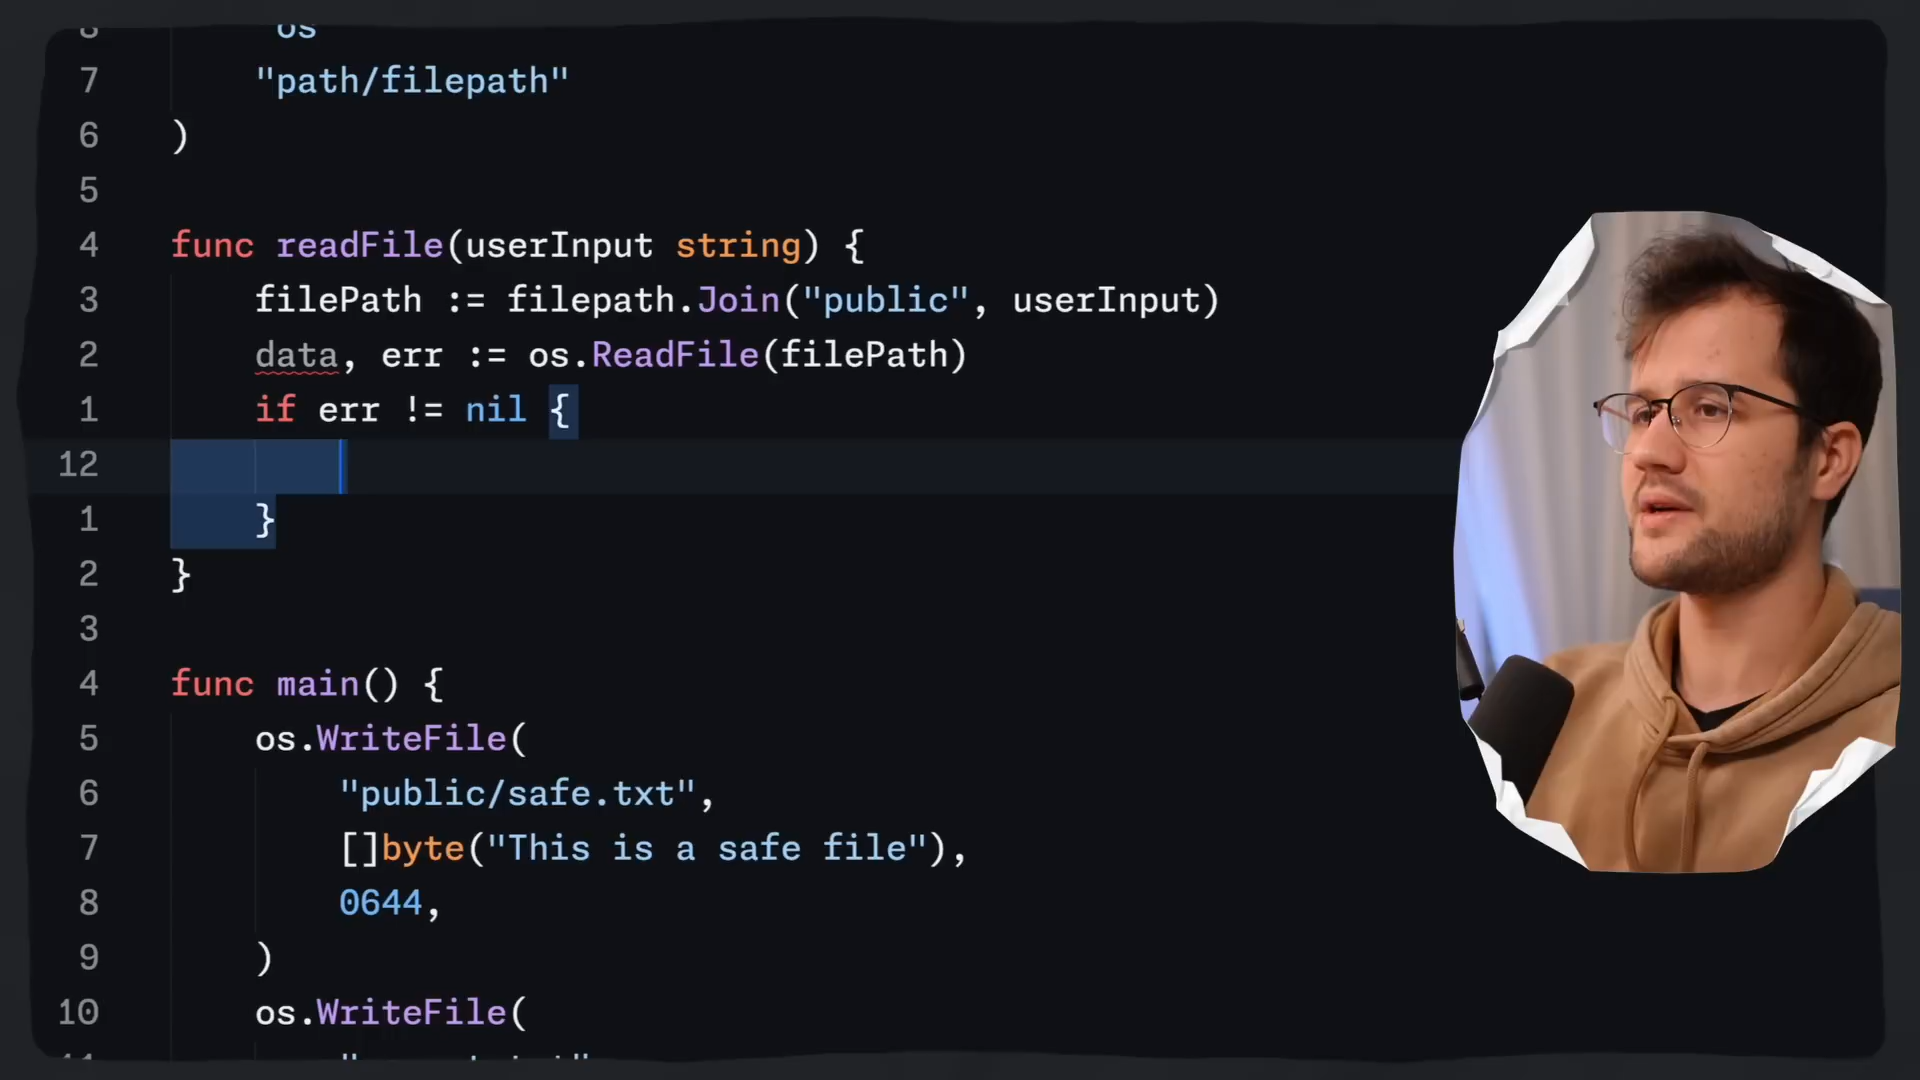 8 os
7 "path/filepath"
6 )
5
4 func readFile(userInput string) {
3 filePath := filepath.Join("public", userInput)
2 data, err := os.ReadFile(filePath)
1 if err != nil {
12
1 }
2 }
3
4 func main() {
5 os.WriteFile(
6 "public/safe.txt",
7 []byte("This is a safe file"),
8 0644,
9 )
10 os.WriteFile(